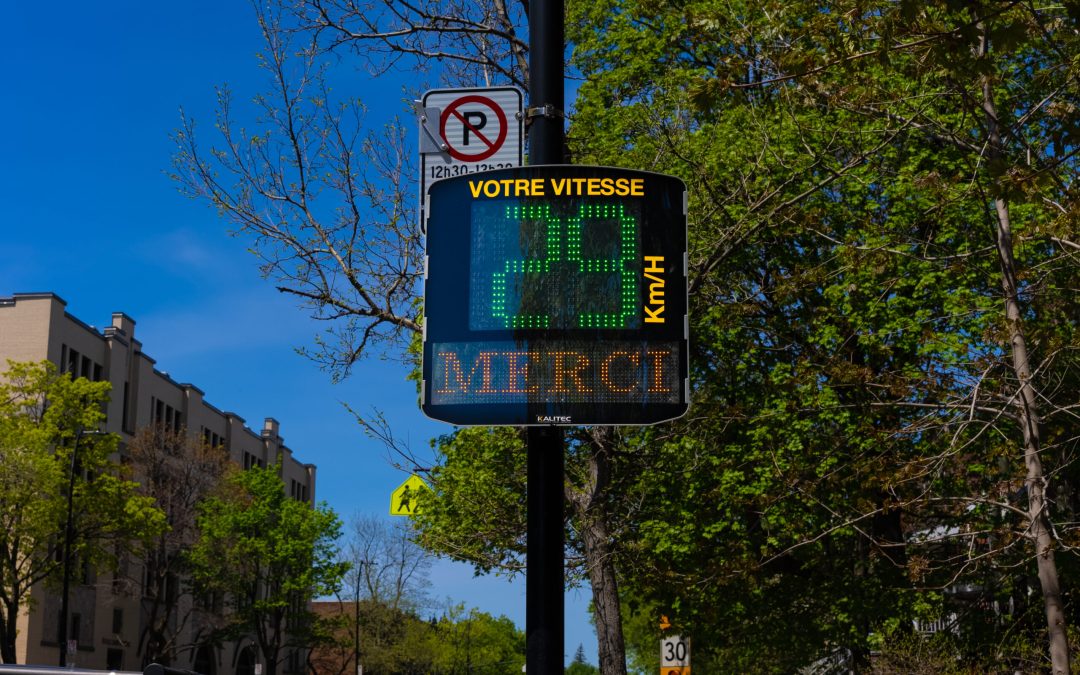 P
12h30-13h30
VOTRE VITESSE
29
Km/H
MERCI
KALITEC
30